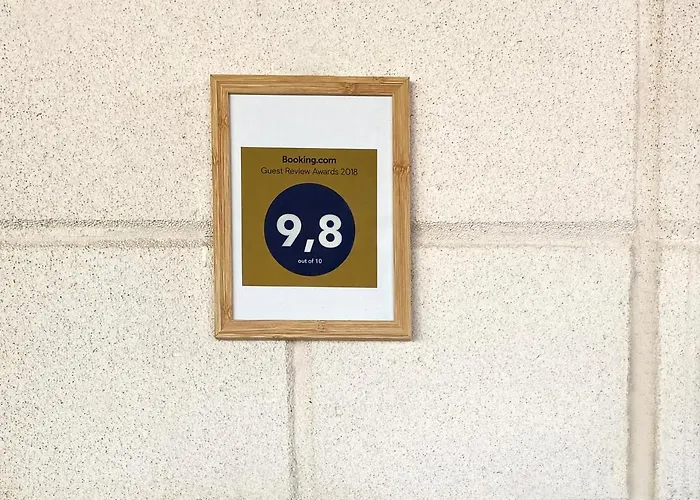 Booking.com
Guest Review Awards 2018
9,8
out of 10